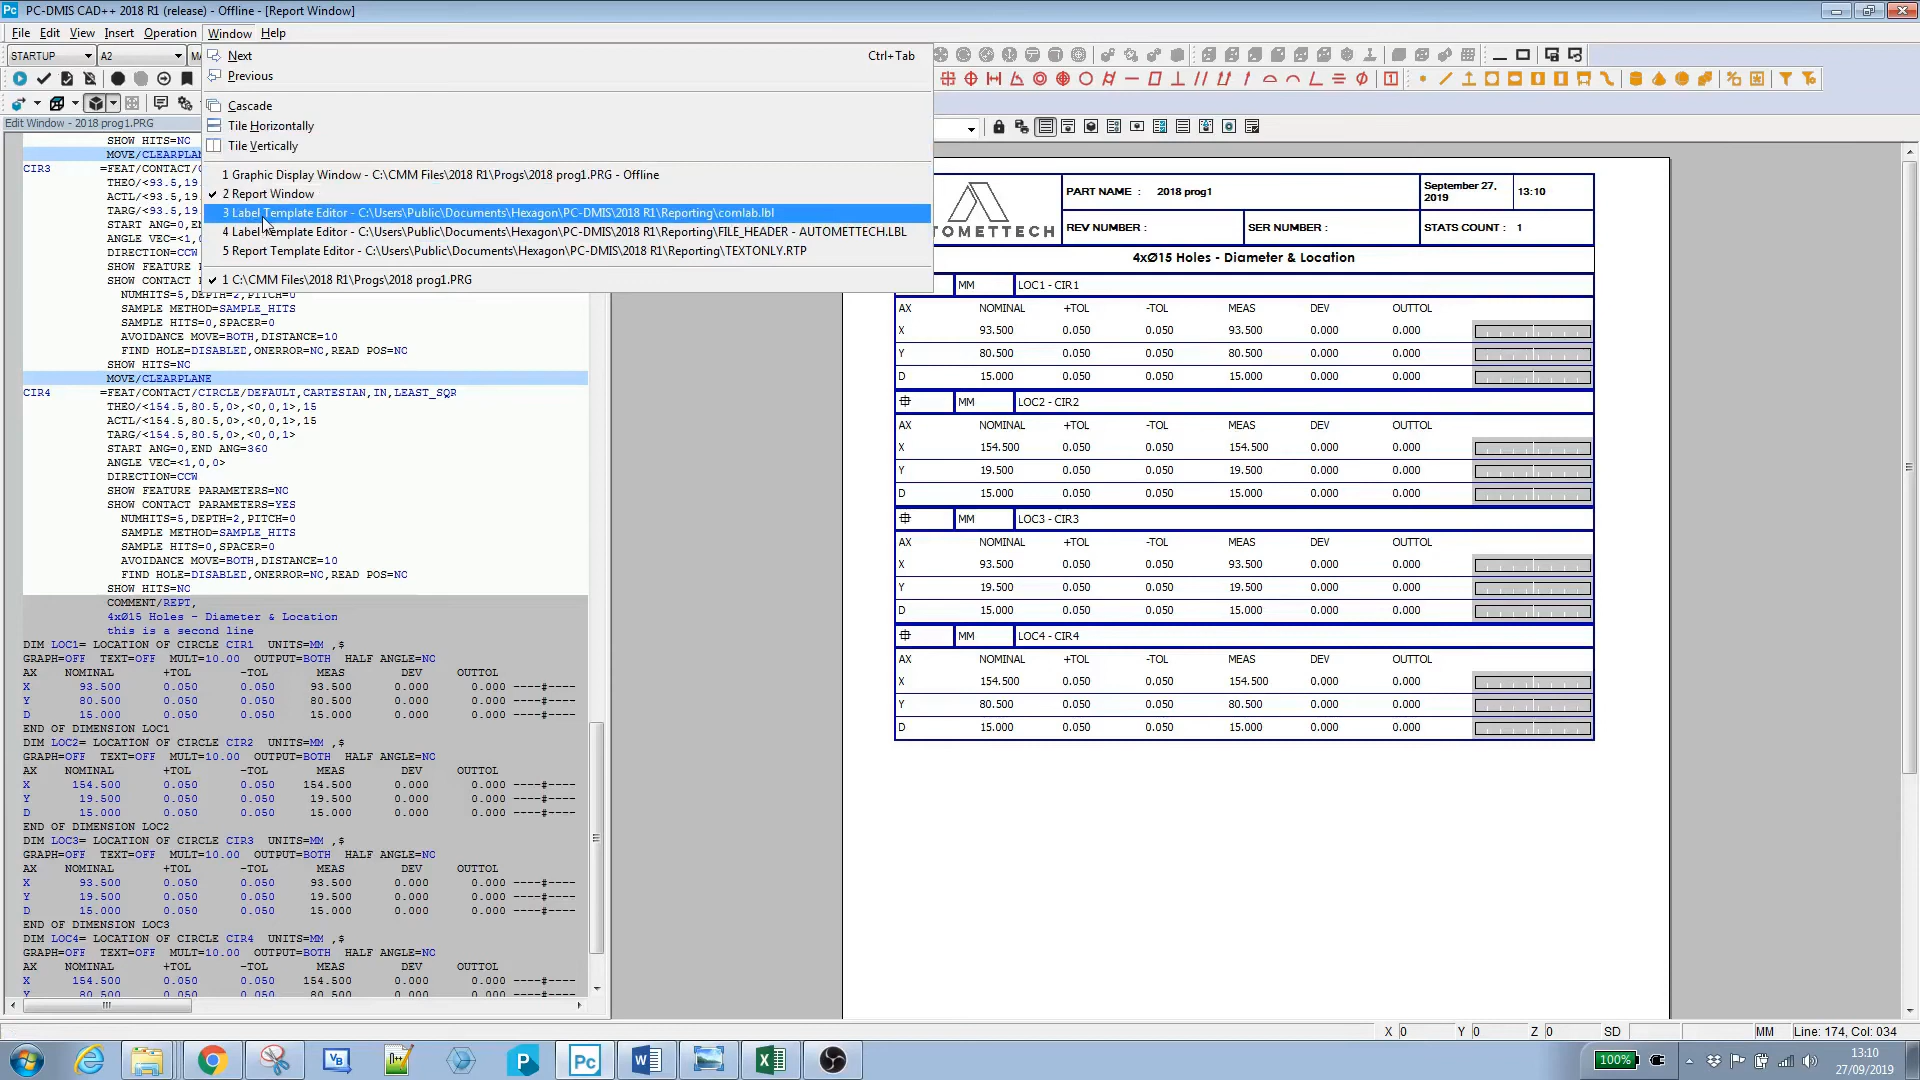 PC-DMIS CAD++ 2018 R1 (release) - Offline - [Report Window]
File Edit View Insert Operation Window Help
STARTUP A2
Next Ctrl+Tab
Previous
Cascade
Tile Horizontally
Tile Vertically
1 Graphic Display Window - C:\CMM Files\2018 R1\Progs\2018 prog1.PRG - Offline
2 Report Window
3 Label Template Editor - C:\Users\Public\Documents\Hexagon\PC-DMIS\2018 R1\Reporting\comlab.lbl
4 Label Template Editor - C:\Users\Public\Documents\Hexagon\PC-DMIS\2018 R1\Reporting\FILE_HEADER - AUTOMETTECH.LBL
5 Report Template Editor - C:\Users\Public\Documents\Hexagon\PC-DMIS\2018 R1\Reporting\TEXTONLY.RTP
1 C:\CMM Files\2018 R1\Progs\2018 prog1.PRG
Edit Window - 2018 prog1.PRG
SHOW HITS=NO
MOVE/CLEARPLAN
CIR3 =FEAT/CONTACT/
THEO/<93.5,19.
ACTL/<93.5,19.
TARG/<93.5,19.
START ANG=0,EN
ANGLE VEC=<1,0
DIRECTION=CCW
SHOW FEATURE P
SHOW CONTACT P
NUMHITS=5,DEPTH=2,PITCH=0
SAMPLE METHOD=SAMPLE_HITS
SAMPLE HITS=0,SPACER=0
AVOIDANCE MOVE=BOTH,DISTANCE=10
FIND HOLE=DISABLED,ONERROR=NO,READ POS=NO
SHOW HITS=NO
MOVE/CLEARPLANE
CIR4 =FEAT/CONTACT/CIRCLE/DEFAULT,CARTESIAN,IN,LEAST_SQR
THEO/<154.5,80.5,0>,<0,0,1>,15
ACTL/<154.5,80.5,0>,<0,0,1>,15
TARG/<154.5,80.5,0>,<0,0,1>
START ANG=0,END ANG=360
ANGLE VEC=<1,0,0>
DIRECTION=CCW
SHOW FEATURE PARAMETERS=NO
SHOW CONTACT PARAMETERS=YES
NUMHITS=5,DEPTH=2,PITCH=0
SAMPLE METHOD=SAMPLE_HITS
SAMPLE HITS=0,SPACER=0
AVOIDANCE MOVE=BOTH,DISTANCE=10
FIND HOLE=DISABLED,ONERROR=NO,READ POS=NO
SHOW HITS=NO
COMMENT/REPT,
4xØ15 Holes - Diameter & Location
this is a second line
DIM LOC1= LOCATION OF CIRCLE CIR1 UNITS=MM ,$
GRAPH=OFF TEXT=OFF MULT=10.00 OUTPUT=BOTH HALF ANGLE=NO
AX NOMINAL +TOL -TOL MEAS DEV OUTTOL
X 93.500 0.050 0.050 93.500 0.000 0.000 ----#----
Y 80.500 0.050 0.050 80.500 0.000 0.000 ----#----
D 15.000 0.050 0.050 15.000 0.000 0.000 ----#----
END OF DIMENSION LOC1
DIM LOC2= LOCATION OF CIRCLE CIR2 UNITS=MM ,$
GRAPH=OFF TEXT=OFF MULT=10.00 OUTPUT=BOTH HALF ANGLE=NO
AX NOMINAL +TOL -TOL MEAS DEV OUTTOL
X 154.500 0.050 0.050 154.500 0.000 0.000 ----#----
Y 19.500 0.050 0.050 19.500 0.000 0.000 ----#----
D 15.000 0.050 0.050 15.000 0.000 0.000 ----#----
END OF DIMENSION LOC2
DIM LOC3= LOCATION OF CIRCLE CIR3 UNITS=MM ,$
GRAPH=OFF TEXT=OFF MULT=10.00 OUTPUT=BOTH HALF ANGLE=NO
AX NOMINAL +TOL -TOL MEAS DEV OUTTOL
X 93.500 0.050 0.050 93.500 0.000 0.000 ----#----
Y 19.500 0.050 0.050 19.500 0.000 0.000 ----#----
D 15.000 0.050 0.050 15.000 0.000 0.000 ----#----
END OF DIMENSION LOC3
DIM LOC4= LOCATION OF CIRCLE CIR4 UNITS=MM ,$
GRAPH=OFF TEXT=OFF MULT=10.00 OUTPUT=BOTH HALF ANGLE=NO
AX NOMINAL +TOL -TOL MEAS DEV OUTTOL
X 154.500 0.050 0.050 154.500 0.000 0.000 ----#----
Y 80.500 0.050 0.050 80.500 0.000 0.000 ----#----
OMETTECH
PART NAME : 2018 prog1
September 27, 2019
13:10
REV NUMBER : SER NUMBER : STATS COUNT : 1
4xØ15 Holes - Diameter & Location
MM LOC1 - CIR1
AX NOMINAL +TOL -TOL MEAS DEV OUTTOL
X 93.500 0.050 0.050 93.500 0.000 0.000
Y 80.500 0.050 0.050 80.500 0.000 0.000
D 15.000 0.050 0.050 15.000 0.000 0.000
MM LOC2 - CIR2
AX NOMINAL +TOL -TOL MEAS DEV OUTTOL
X 154.500 0.050 0.050 154.500 0.000 0.000
Y 19.500 0.050 0.050 19.500 0.000 0.000
D 15.000 0.050 0.050 15.000 0.000 0.000
MM LOC3 - CIR3
AX NOMINAL +TOL -TOL MEAS DEV OUTTOL
X 93.500 0.050 0.050 93.500 0.000 0.000
Y 19.500 0.050 0.050 19.500 0.000 0.000
D 15.000 0.050 0.050 15.000 0.000 0.000
MM LOC4 - CIR4
AX NOMINAL +TOL -TOL MEAS DEV OUTTOL
X 154.500 0.050 0.050 154.500 0.000 0.000
Y 80.500 0.050 0.050 80.500 0.000 0.000
D 15.000 0.050 0.050 15.000 0.000 0.000
X 0 Y 0 Z 0 SD MM Line: 174, Col: 034
100%
13:10
27/09/2019